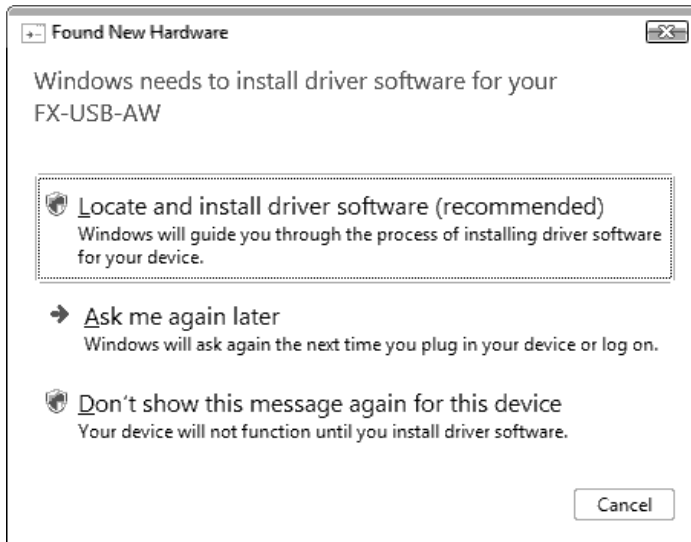 Found New Hardware
Windows needs to install driver software for your
FX-USB-AW
Locate and install driver software (recommended)
Windows will guide you through the process of installing driver software
for your device.
Ask me again later
Windows will ask again the next time you plug in your device or log on.
Don't show this message again for this device
Your device will not function until you install driver software.
Cancel